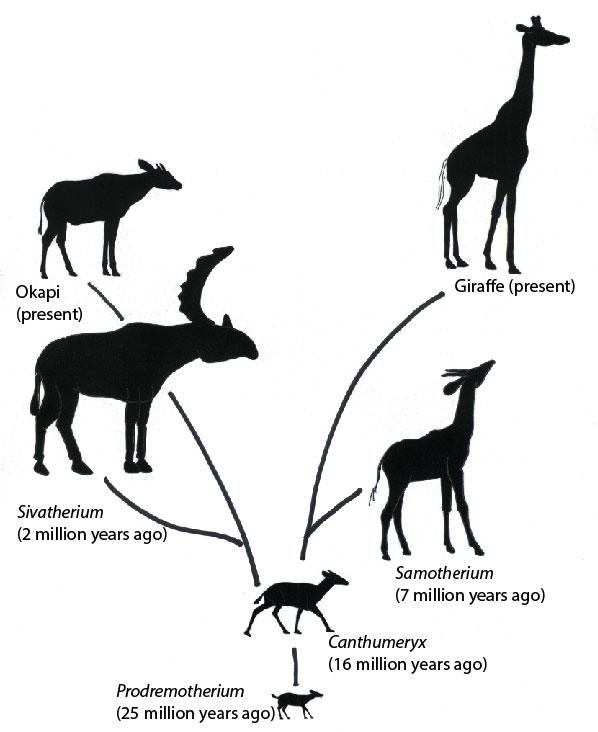 Okapi
(present)
Giraffe (present)
Sivatherium
(2 million years ago)
Samotherium
(7 million years ago)
Canthumeryx
(16 million years ago)
Prodremotherium
(25 million years ago)